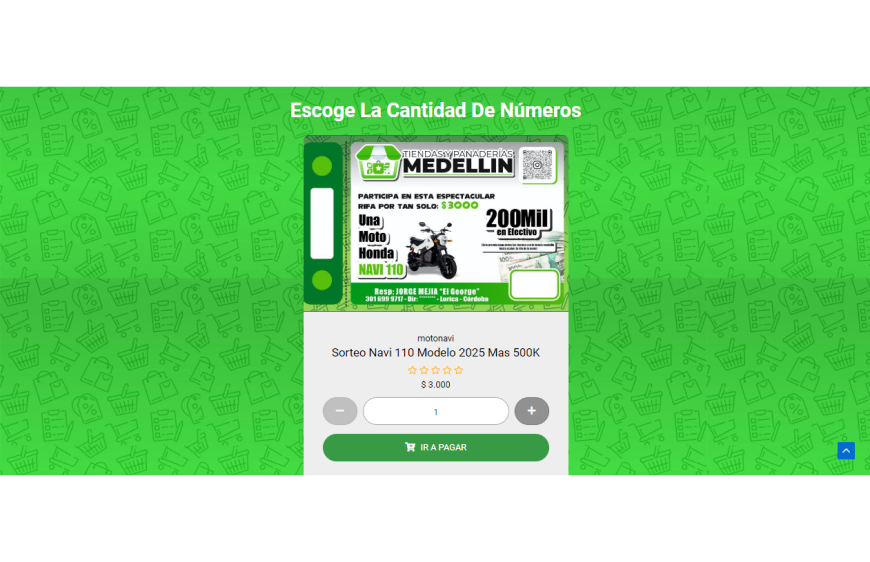 Escoge La Cantidad De Números
TIENDAS Y PANADERÍAS
MEDELLIN
PARTICIPA EN ESTA ESPECTACULAR
RIFA POR TAN SOLO: $3000
Una
Moto
Honda
NAVI 110
200Mil
en Efectivo
Resp: JORGE MEJIA "El George"
301 699 9717 - Dir: ******* - Lorica - Córdoba
motonavi
Sorteo Navi 110 Modelo 2025 Mas 500K
$ 3.000
1
IR A PAGAR